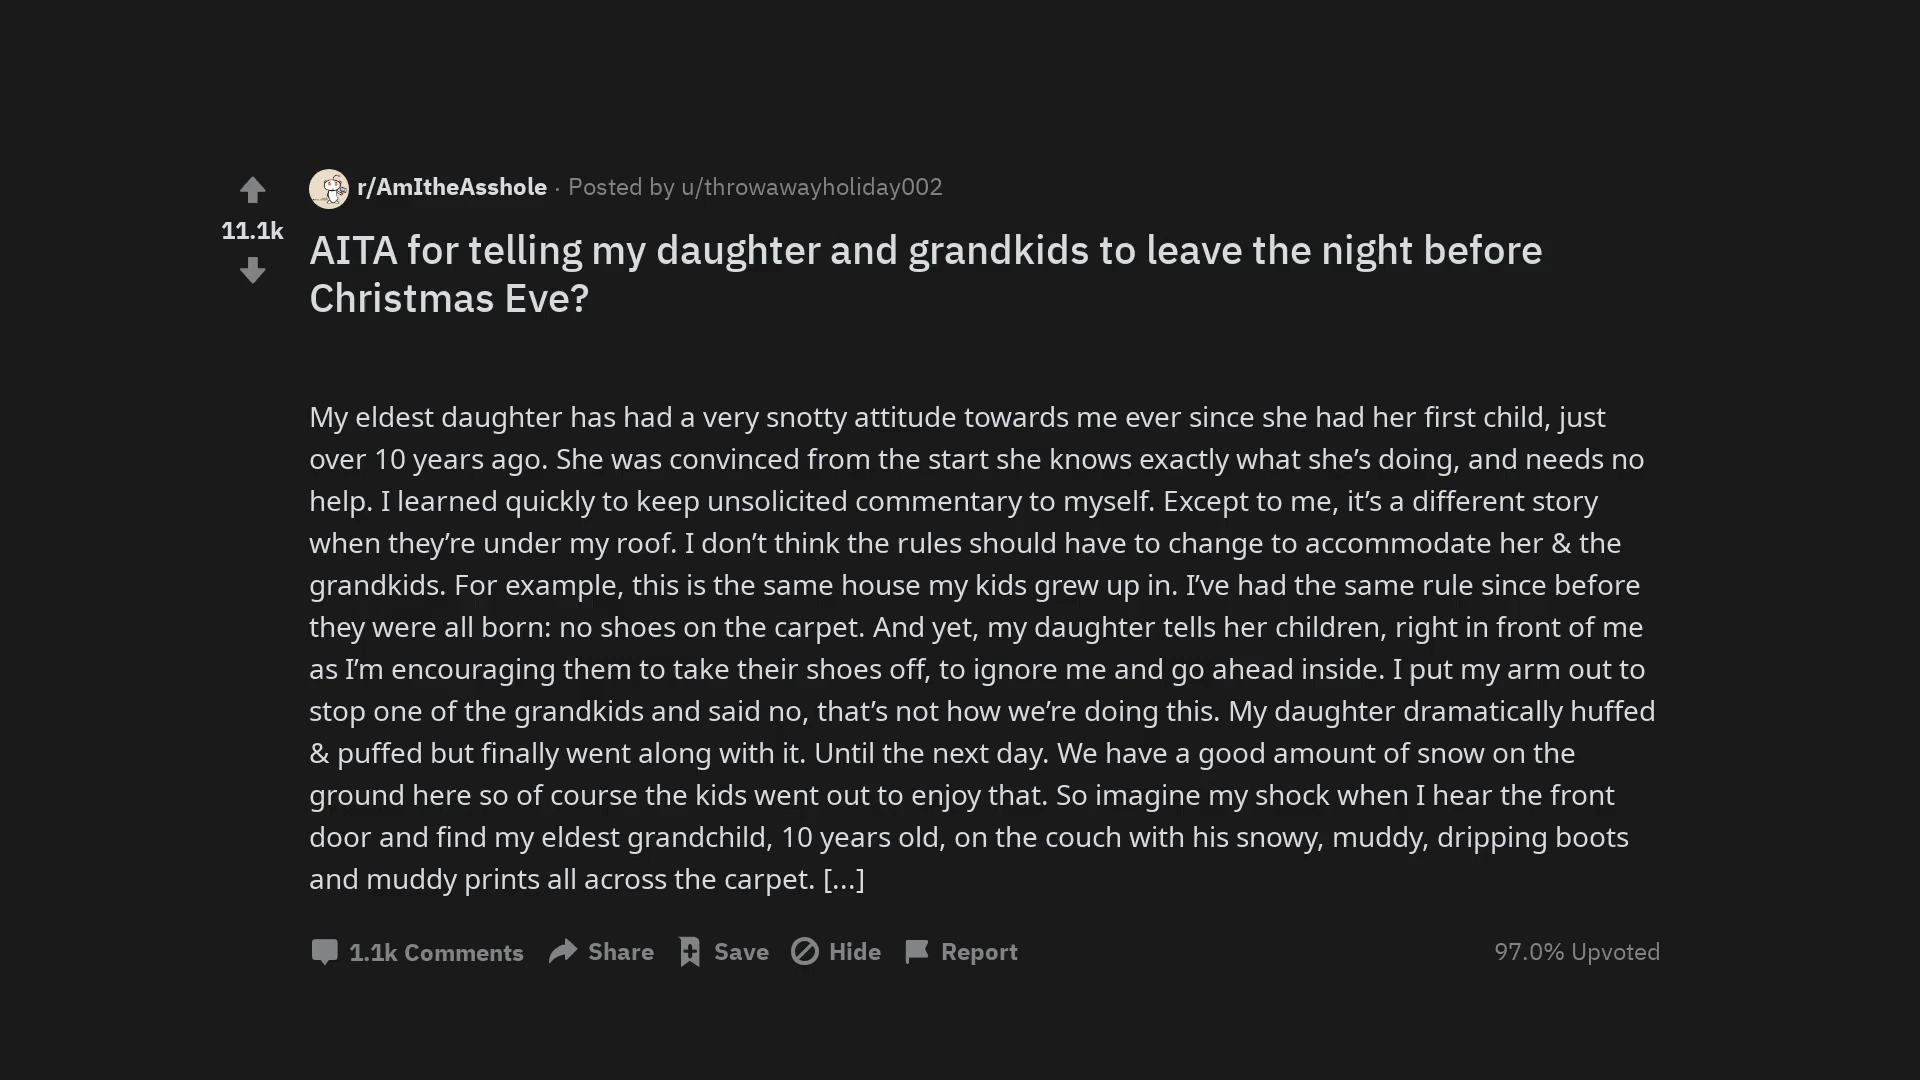 r/AmItheAsshole · Posted by u/throwawayholiday002
11.1k
AITA for telling my daughter and grandkids to leave the night before
Christmas Eve?
My eldest daughter has had a very snotty attitude towards me ever since she had her first child, just
over 10 years ago. She was convinced from the start she knows exactly what she’s doing, and needs no
help. I learned quickly to keep unsolicited commentary to myself. Except to me, it’s a different story
when they’re under my roof. I don’t think the rules should have to change to accommodate her & the
grandkids. For example, this is the same house my kids grew up in. I’ve had the same rule since before
they were all born: no shoes on the carpet. And yet, my daughter tells her children, right in front of me
as I’m encouraging them to take their shoes off, to ignore me and go ahead inside. I put my arm out to
stop one of the grandkids and said no, that’s not how we’re doing this. My daughter dramatically huffed
& puffed but finally went along with it. Until the next day. We have a good amount of snow on the
ground here so of course the kids went out to enjoy that. So imagine my shock when I hear the front
door and find my eldest grandchild, 10 years old, on the couch with his snowy, muddy, dripping boots
and muddy prints all across the carpet. [...]
1.1k Comments Share Save Hide Report 97.0% Upvoted